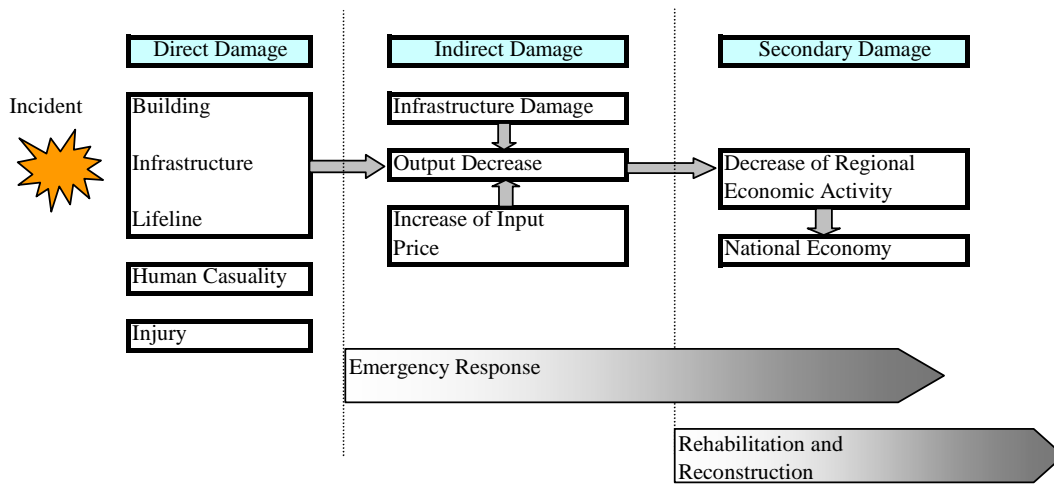 Direct Damage
Indirect Damage
Secondary Damage
Incident
Building
Infrastructure
Lifeline
Human Casuality
Injury
Infrastructure Damage
Output Decrease
Increase of Input
Price
Decrease of Regional
Economic Activity
National Economy
Emergency Response
Rehabilitation and
Reconstruction